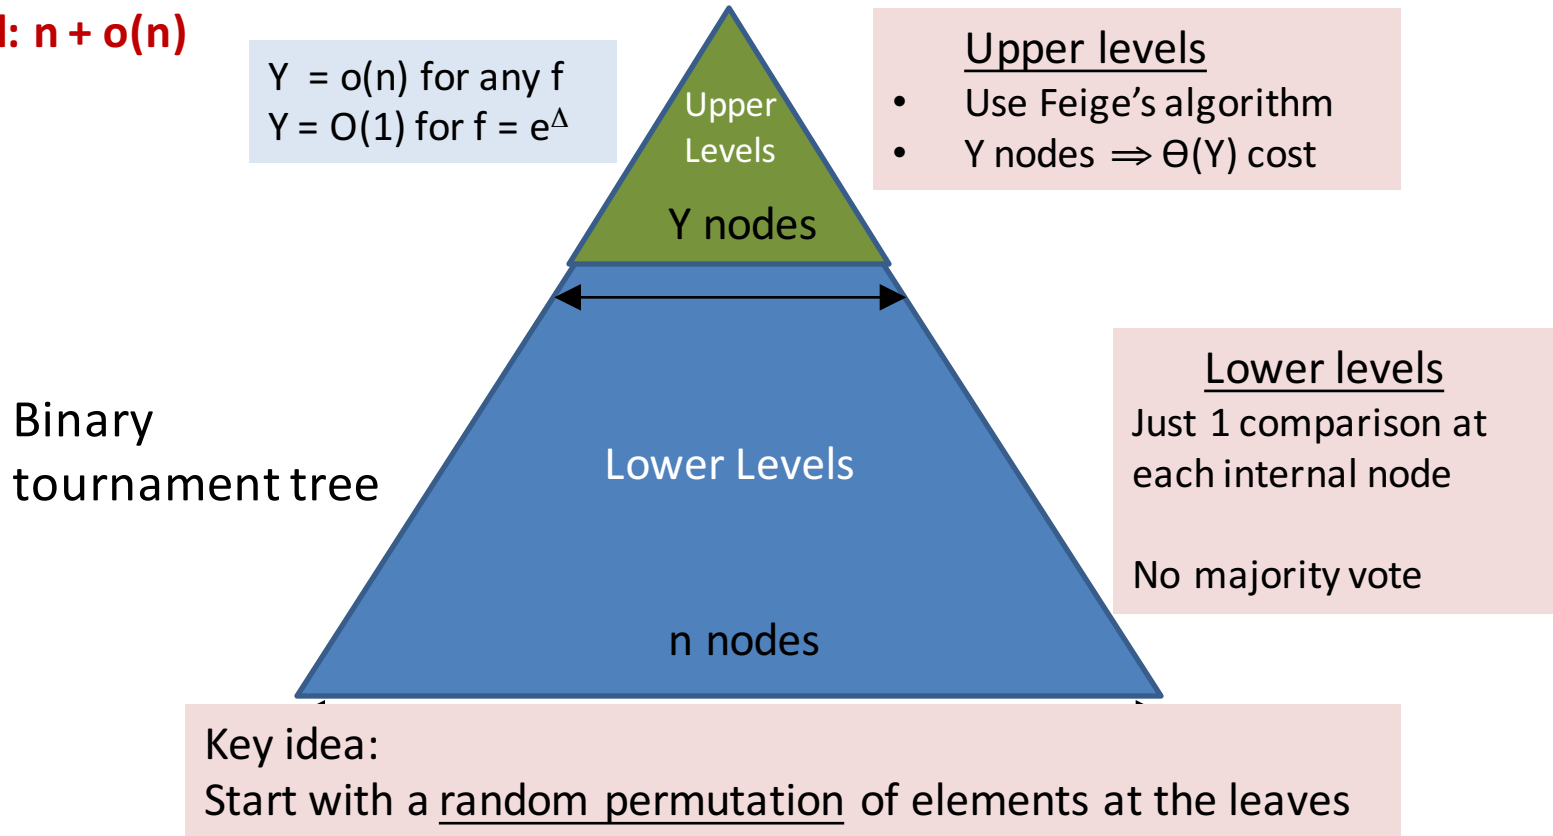 : n + o(n)
Y = o(n) for any f
Y = O(1) for f = e^Δ
Upper
Levels
Y nodes
Upper levels
• Use Feige’s algorithm
• Y nodes ⇒ Θ(Y) cost
Binary
tournament tree
Lower Levels
n nodes
Lower levels
Just 1 comparison at
each internal node
No majority vote
Key idea:
Start with a random permutation of elements at the leaves